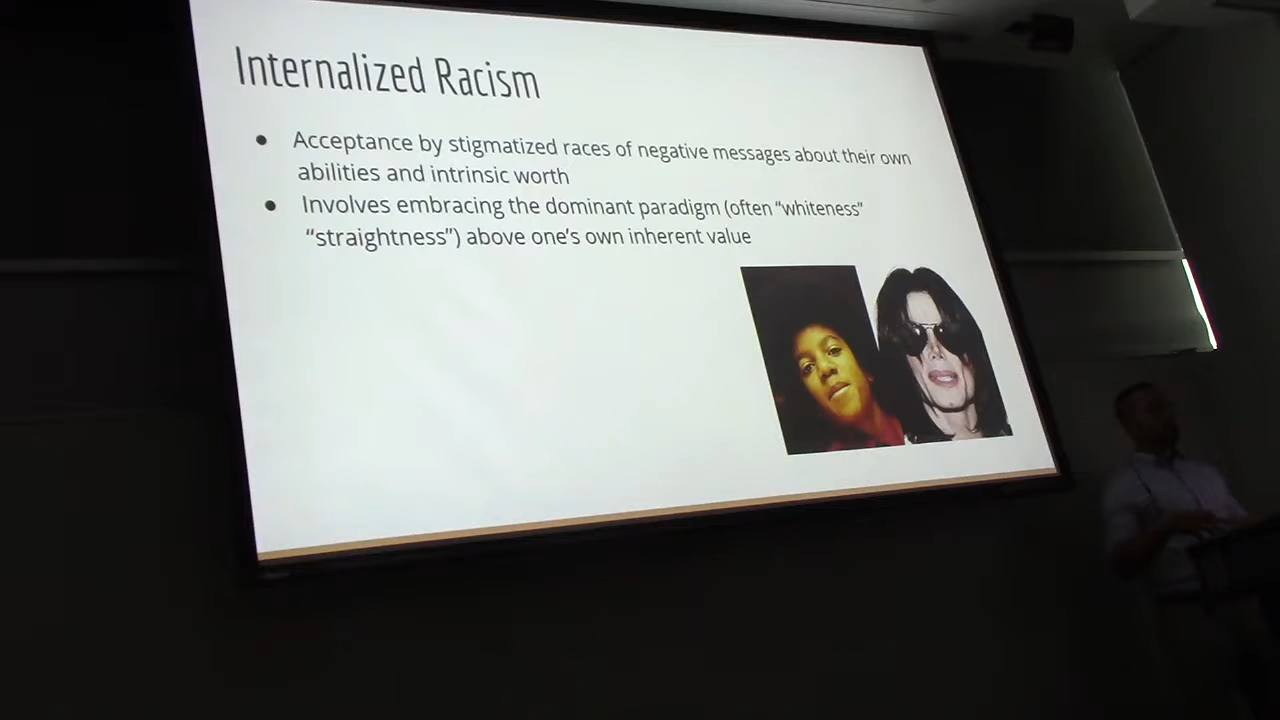 Internalized Racism
● Acceptance by stigmatized races of negative messages about their own
abilities and intrinsic worth
● Involves embracing the dominant paradigm (often “whiteness”
“straightness”) above one’s own inherent value